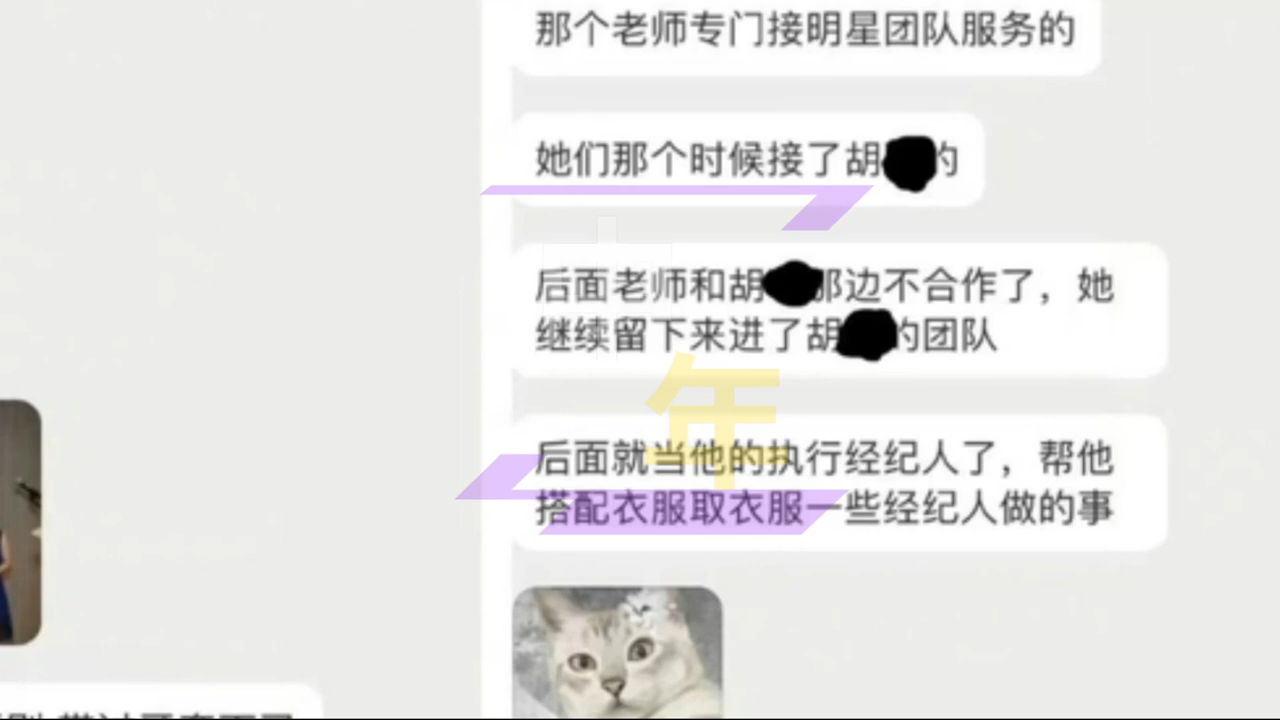 那个老师专门接明星团队服务的
她们那个时候接了胡的
后面老师和胡那边不合作了，她
继续留下来进了胡的团队
年
后面就当他的执行经纪人了，帮他
搭配衣服取衣服一些经纪人做的事